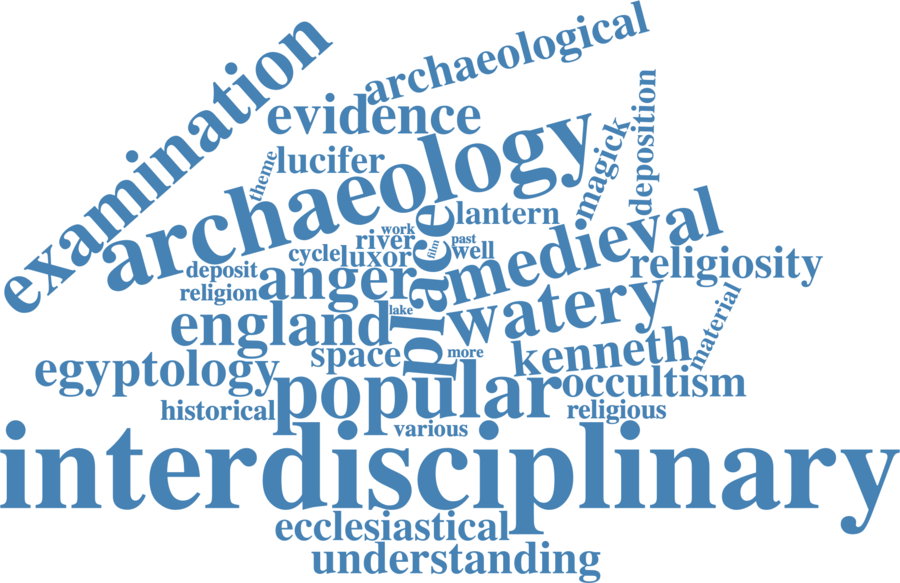 examination
archaeological
evidence
deposition
magick
theme
lucifer
archaeology
lantern
work
river
past
film
well
medieval
cycle
luxor
place
religiosity
deposit
anger
religion
watery
material
lake
england
space
more
kenneth
egyptology
popular
occultism
historical
religious
various
interdisciplinary
ecclesiastical
understanding